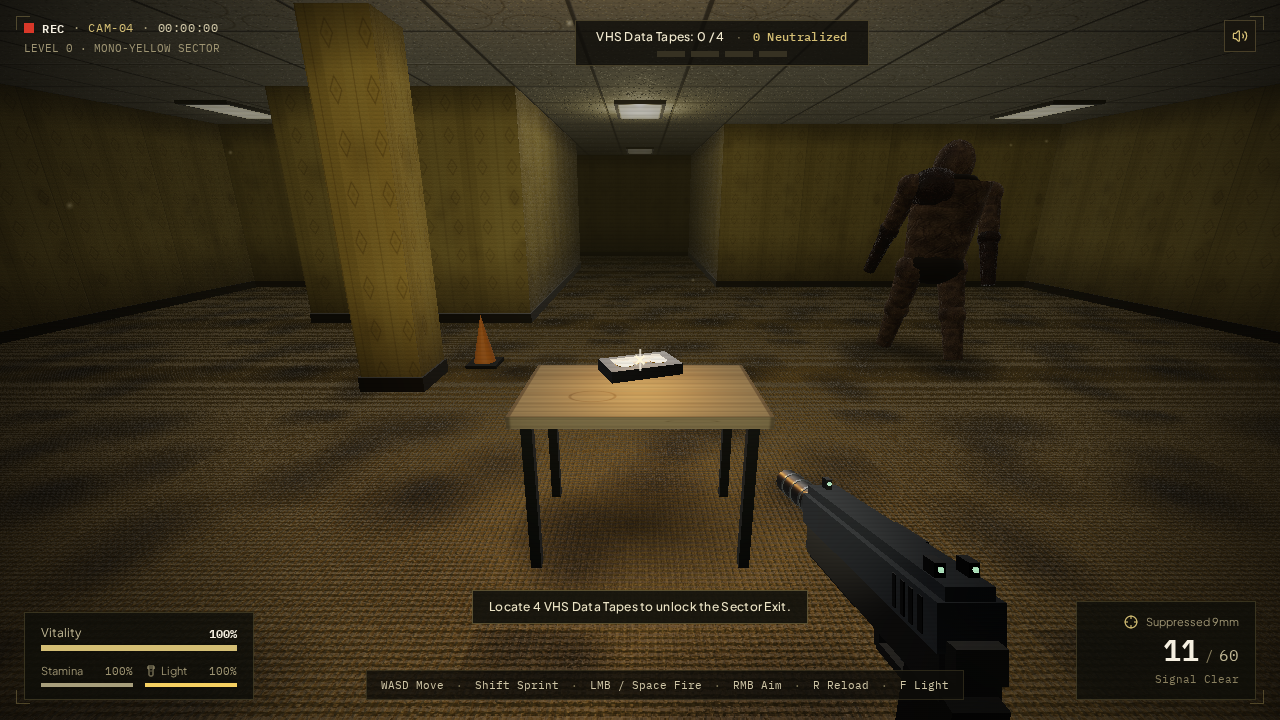 REC · CAM-04 · 00:00:00
LEVEL 0 · MONO-YELLOW SECTOR
VHS Data Tapes: 0 / 4 · 0 Neutralized
Locate 4 VHS Data Tapes to unlock the Sector Exit.
Vitality 100%
Stamina 100% Light 100%
WASD Move · Shift Sprint · LMB / Space Fire · RMB Aim · R Reload · F Light
Suppressed 9mm
11 / 60
Signal Clear